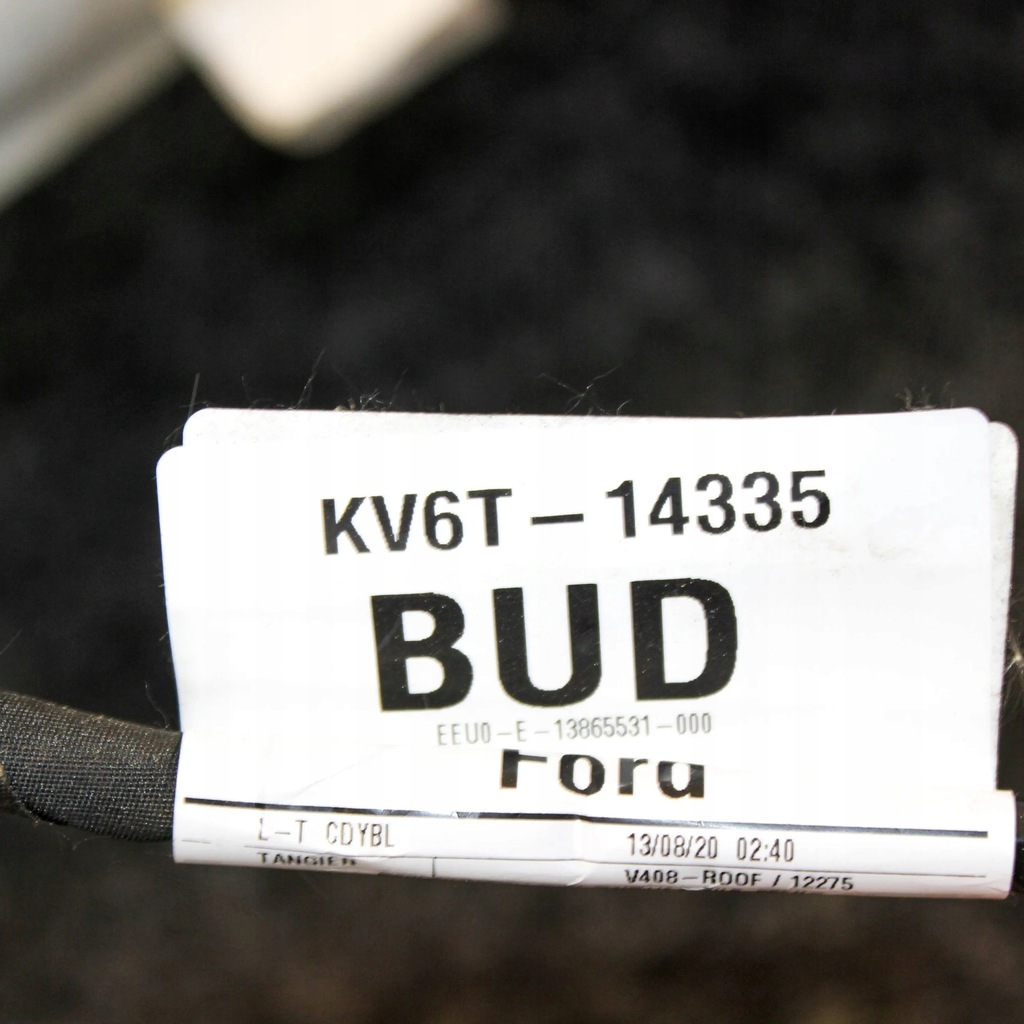 KV6T-14335
BUD
EEU0-E-13865531-000
Ford
L-T CDYBL 13/08/20 02:40
TANGIER V408-ROOF / 12275